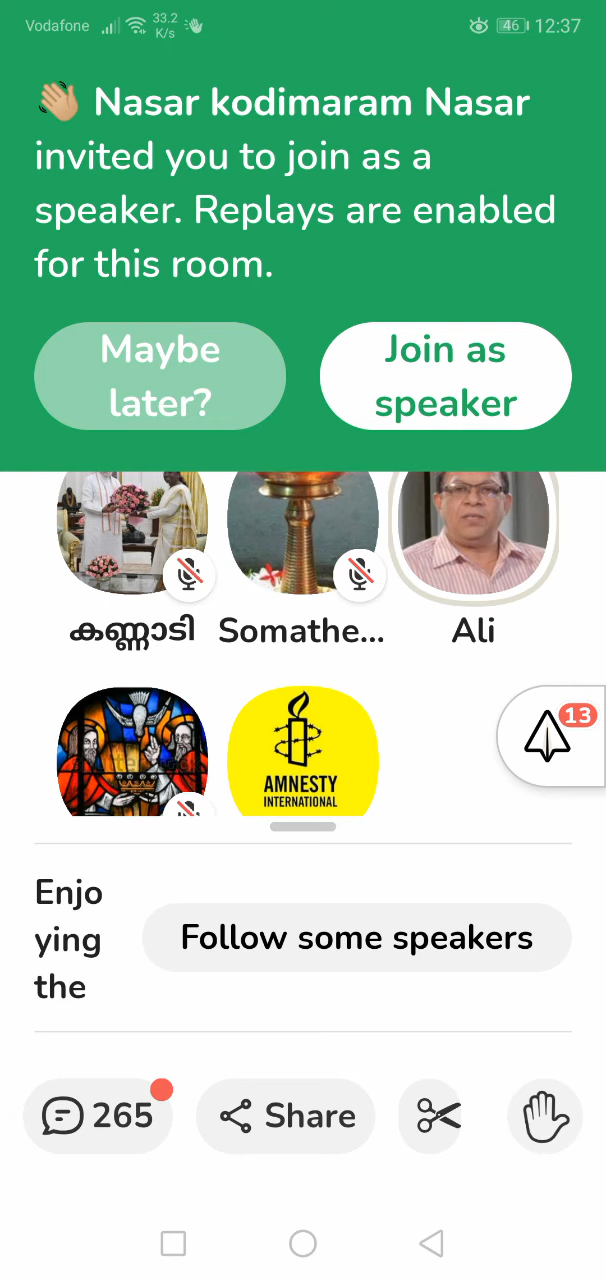 Vodafone 33.2 K/s 46 12:37
👋🏼 Nasar kodimaram Nasar
invited you to join as a
speaker. Replays are enabled
for this room.
Maybe later?
Join as speaker
കണ്ണാടി Somathe... Ali
13
AMNESTY
INTERNATIONAL
Enjo
ying
the
Follow some speakers
265 Share